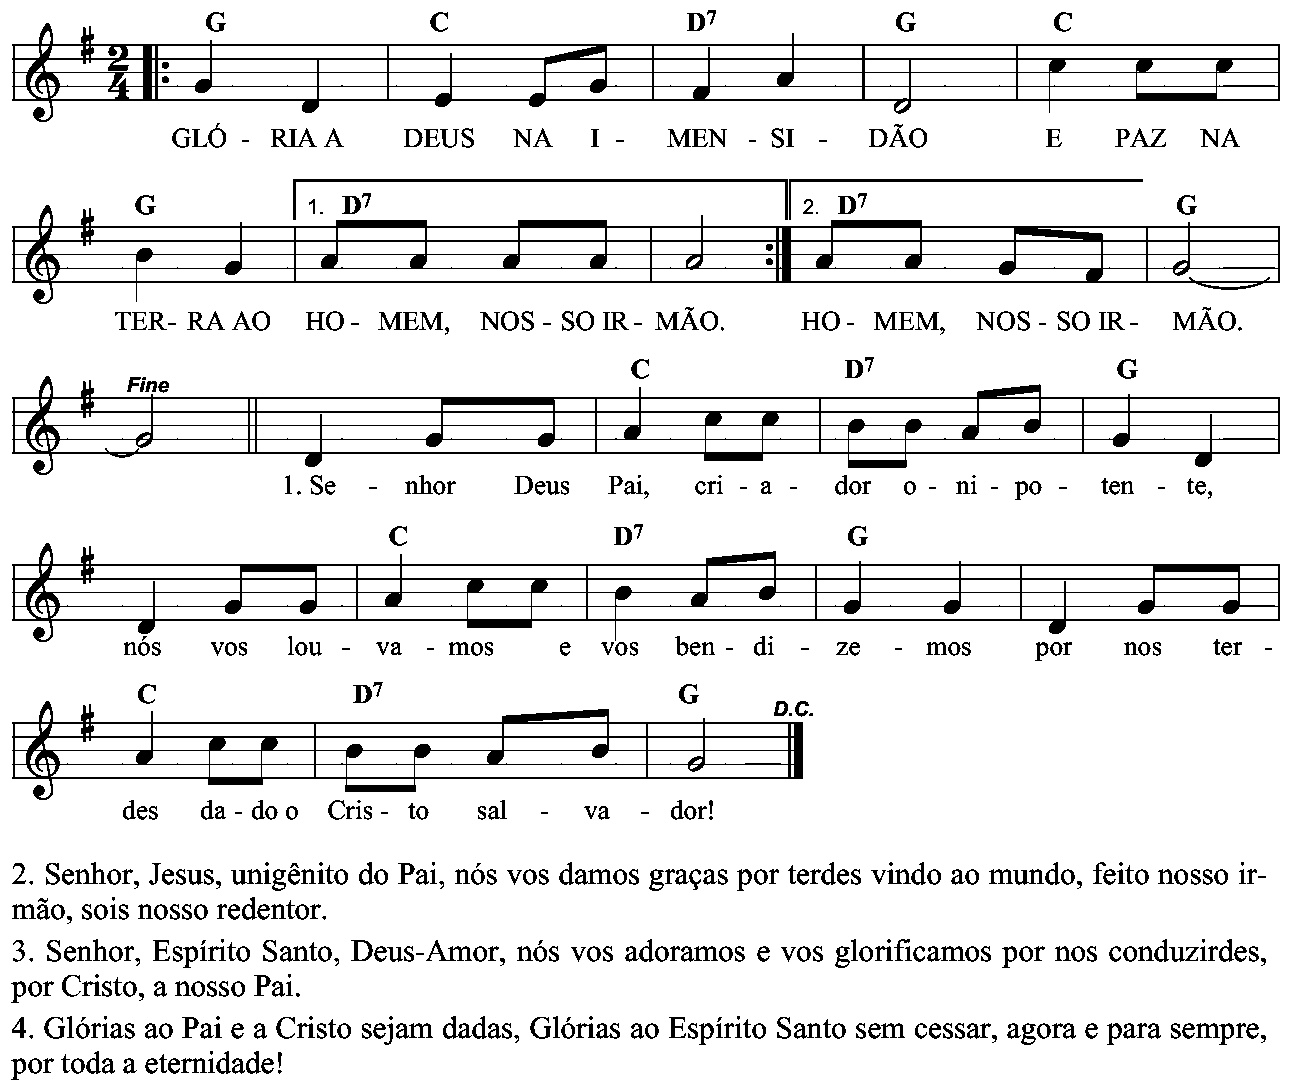 G C D7 G C
2/4
GLÓ - RIA A DEUS NA I - MEN - SI - DÃO E PAZ NA
G 1. D7 2. D7 G
TER- RA AO HO- MEM, NOS- SO IR- MÃO. HO- MEM, NOS- SO IR- MÃO.
Fine C D7 G
1. Se - nhor Deus Pai, cri - a - dor o - ni - po - ten - te,
C D7 G
nós vos lou - va - mos e vos ben - di - ze - mos por nos ter -
C D7 G D.C.
des da - do o Cris - to sal - va - dor!
2. Senhor, Jesus, unigênito do Pai, nós vos damos graças por terdes vindo ao mundo, feito nosso ir-
mão, sois nosso redentor.
3. Senhor, Espírito Santo, Deus-Amor, nós vos adoramos e vos glorificamos por nos conduzirdes,
por Cristo, a nosso Pai.
4. Glórias ao Pai e a Cristo sejam dadas, Glórias ao Espírito Santo sem cessar, agora e para sempre,
por toda a eternidade!